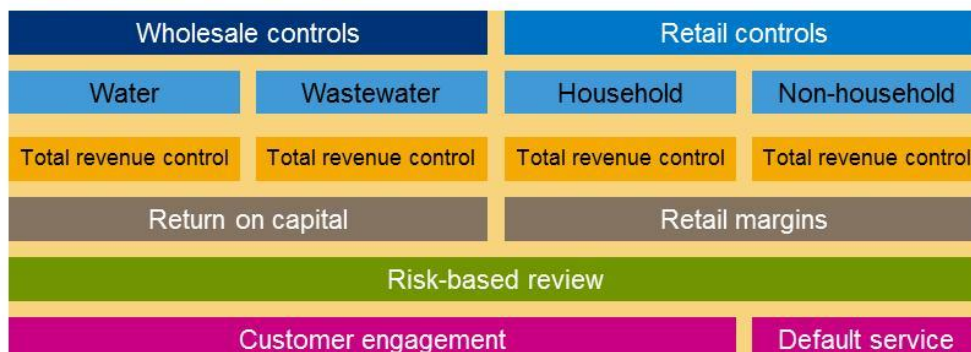 Wholesale controls
Retail controls
Water
Wastewater
Household
Non-household
Total revenue control
Total revenue control
Total revenue control
Total revenue control
Return on capital
Retail margins
Risk-based review
Customer engagement
Default service